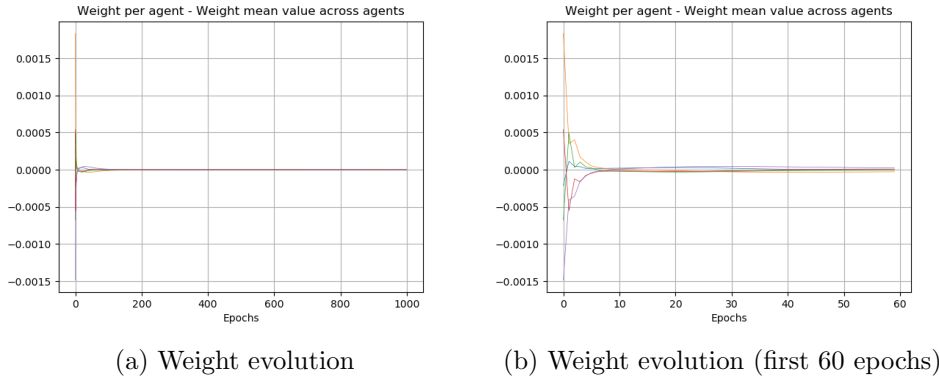 Weight per agent - Weight mean value across agents
0.0015
0.0010
0.0005
0.0000
−0.0005
−0.0010
−0.0015
0 200 400 600 800 1000
Epochs
(a) Weight evolution
Weight per agent - Weight mean value across agents
0.0015
0.0010
0.0005
0.0000
−0.0005
−0.0010
−0.0015
0 10 20 30 40 50 60
Epochs
(b) Weight evolution (first 60 epochs)